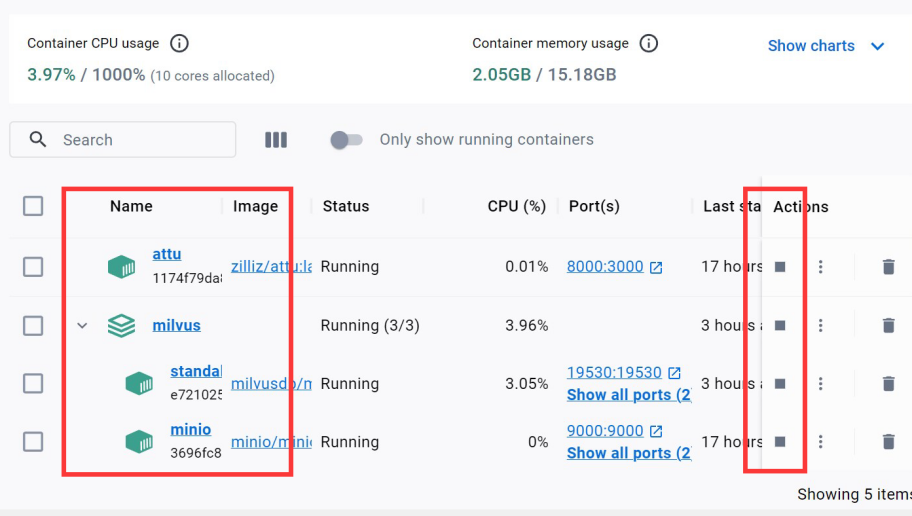 Container CPU usage
3.97% / 1000% (10 cores allocated)
Container memory usage
2.05GB / 15.18GB
Show charts
Search
Only show running containers
Name Image Status CPU (%) Port(s) Last sta Actions
attu
1174f79da
zilliz/attu:la
Running 0.01% 8000:3000 17 hours
milvus Running (3/3) 3.96% 3 hours a
standal
e721025
milvusdb/m
Running 3.05%
19530:19530
Show all ports (2
3 hours a
minio
3696fc8
minio/minio
Running 0%
9000:9000
Show all ports (2
17 hours
Showing 5 items